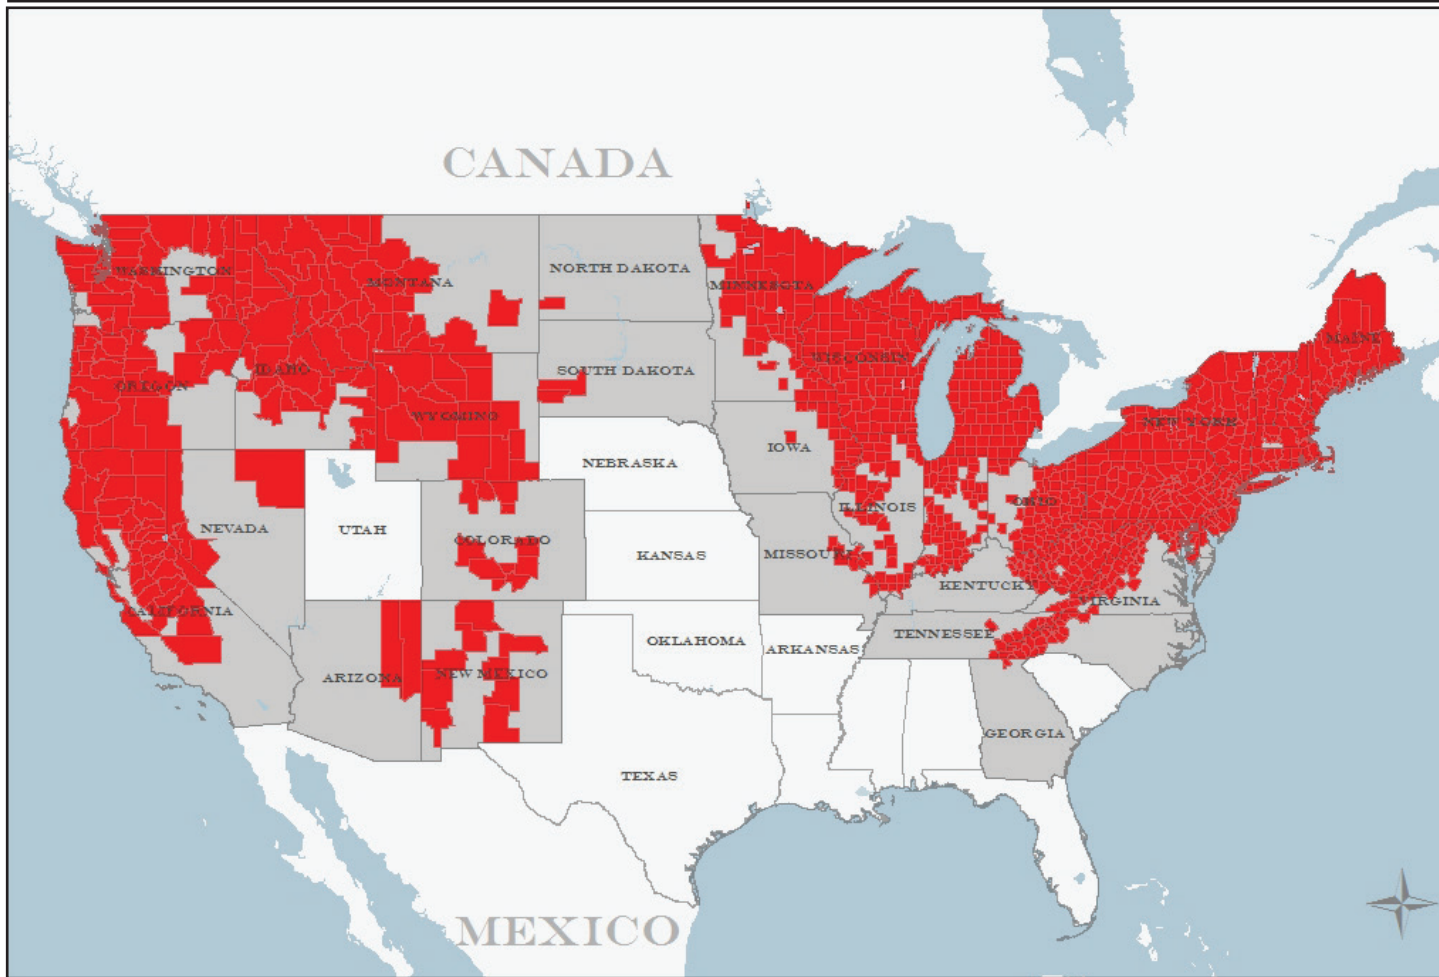 CANADA
WASHINGTON
MONTANA
NORTH DAKOTA
MINNESOTA
MAINE
OREGON
IDAHO
WYOMING
SOUTH DAKOTA
WISCONSIN
NEW YORK
NEBRASKA
IOWA
NEVADA
UTAH
COLORADO
KANSAS
MISSOURI
ILLINOIS
OHIO
KENTUCKY
VIRGINIA
CALIFORNIA
ARIZONA
NEW MEXICO
OKLAHOMA
ARKANSAS
TENNESSEE
GEORGIA
TEXAS
MEXICO